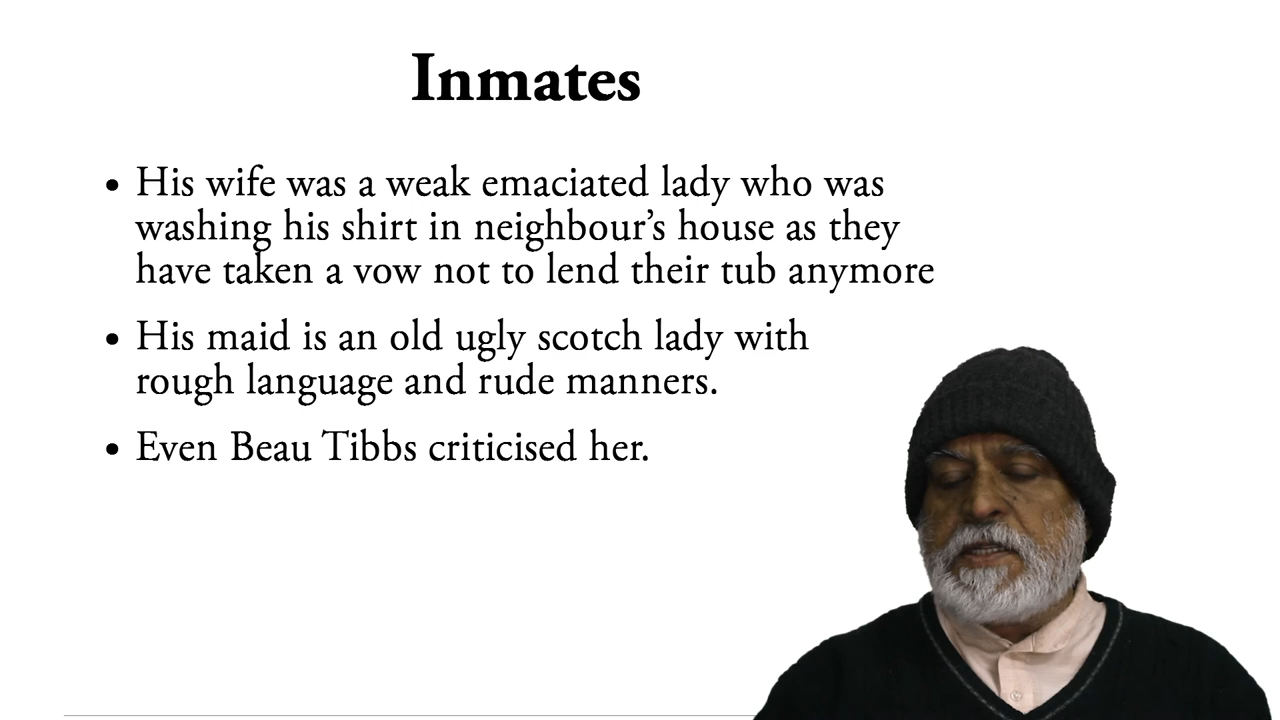 Inmates
• His wife was a weak emaciated lady who was
washing his shirt in neighbour’s house as they
have taken a vow not to lend their tub anymore
• His maid is an old ugly scotch lady with
rough language and rude manners.
• Even Beau Tibbs criticised her.